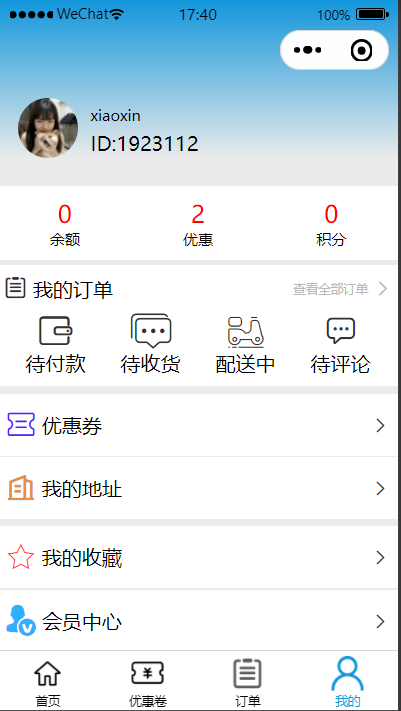 WeChat 17:40 100%
xiaoxin
ID:1923112
0 2 0
余额 优惠 积分
我的订单 查看全部订单
待付款 待收货 配送中 待评论
优惠券
我的地址
我的收藏
会员中心
首页 优惠卷 订单 我的